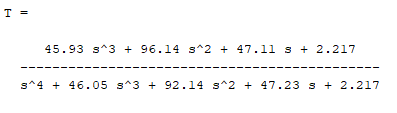 T =
45.93 s^3 + 96.14 s^2 + 47.11 s + 2.217
-----------------------------------------------
s^4 + 46.05 s^3 + 92.14 s^2 + 47.23 s + 2.217